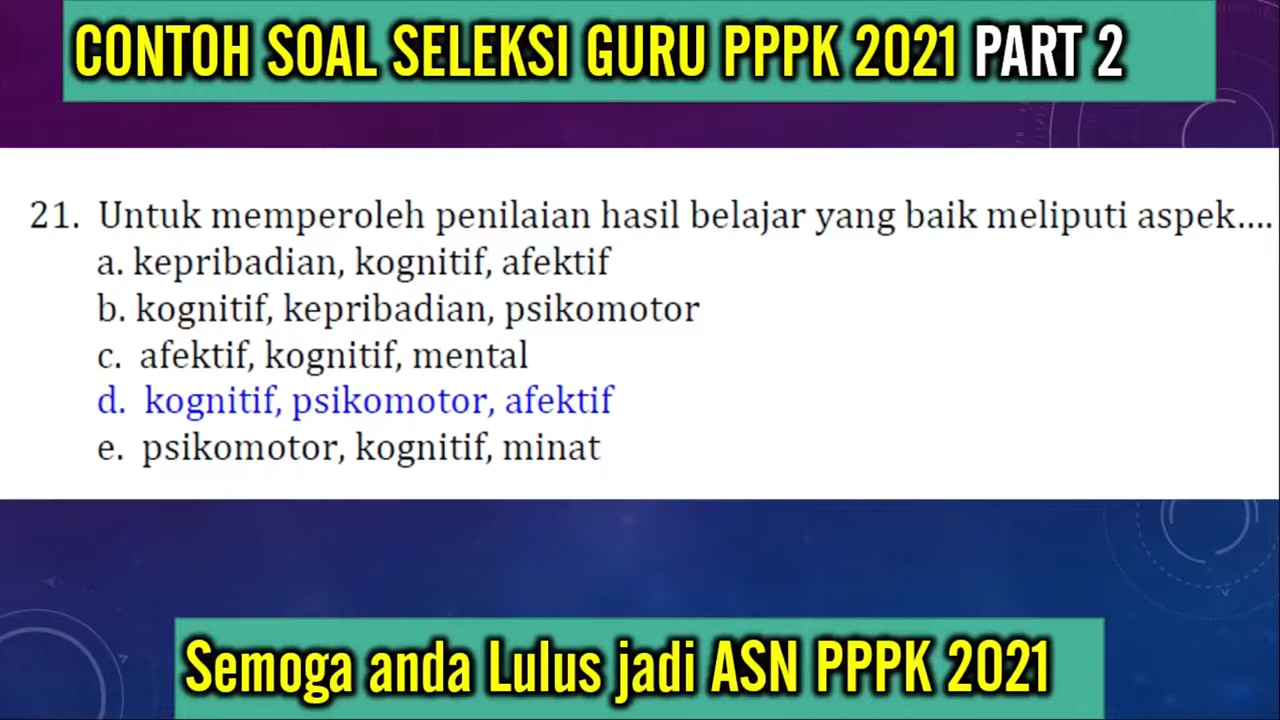 CONTOH SOAL SELEKSI GURU PPPK 2021 PART 2
21. Untuk memperoleh penilaian hasil belajar yang baik meliputi aspek....
a. kepribadian, kognitif, afektif
b. kognitif, kepribadian, psikomotor
c. afektif, kognitif, mental
d. kognitif, psikomotor, afektif
e. psikomotor, kognitif, minat
Semoga anda Lulus jadi ASN PPPK 2021